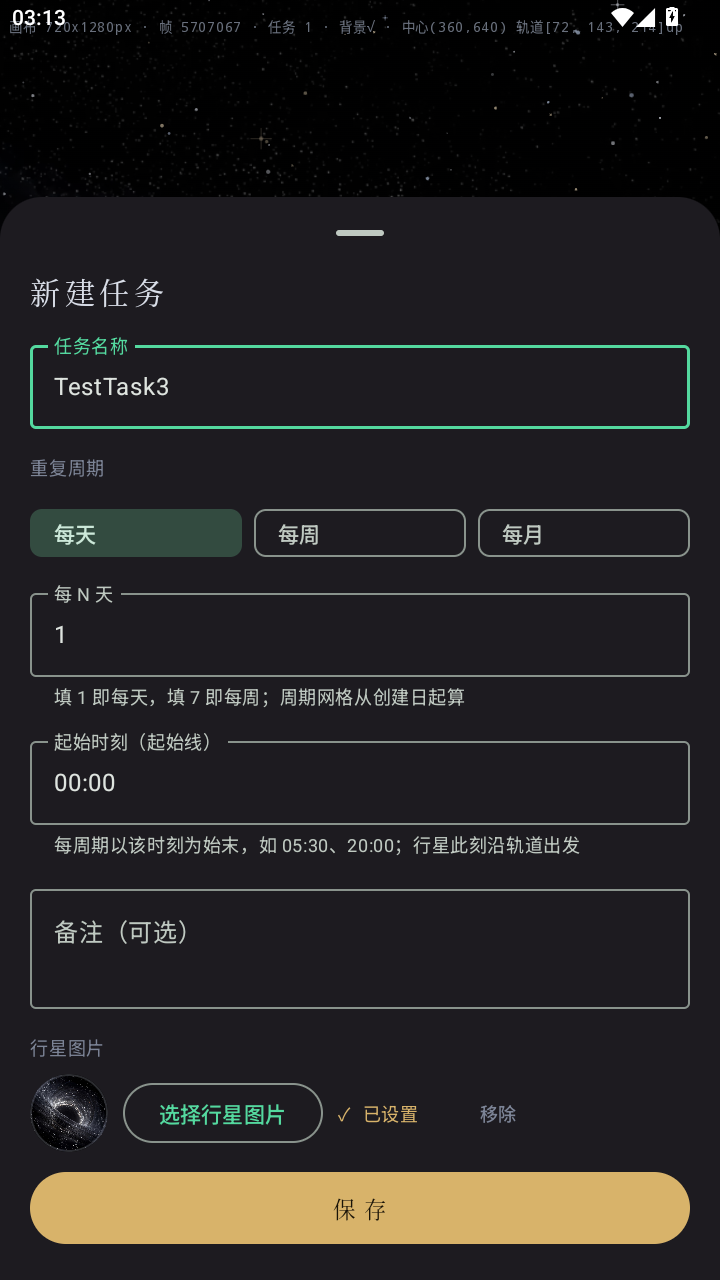 03:13
画布 720x1280px · 帧 5707067 · 任务 1 · 背景√ · 中心(360,640) 轨道[72, 143, 214]dp
新建任务
任务名称
TestTask3
重复周期
每天 每周 每月
每 N 天
1
填 1 即每天，填 7 即每周；周期网格从创建日起算
起始时刻（起始线）
00:00
每周期以该时刻为始末，如 05:30、20:00；行星此刻沿轨道出发
备注（可选）
行星图片
选择行星图片 ✓ 已设置 移除
保存